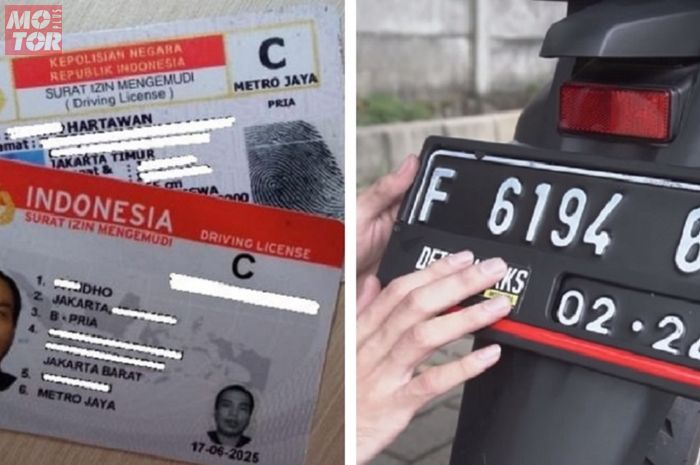 MOTOR
PLUS
KEPOLISIAN NEGARA
REPUBLIK INDONESIA
SURAT IZIN MENGEMUDI
( Driving License )
C
METRO JAYA
PRIA
HARTAWAN
JAKARTA TIMUR
INDONESIA
SURAT IZIN MENGEMUDI
DRIVING LICENSE
C
1. DHO
2. JAKARTA,
3. B - PRIA
4.
JAKARTA BARAT
5.
6. METRO JAYA
17-06-2025
F 6194
02 · 24